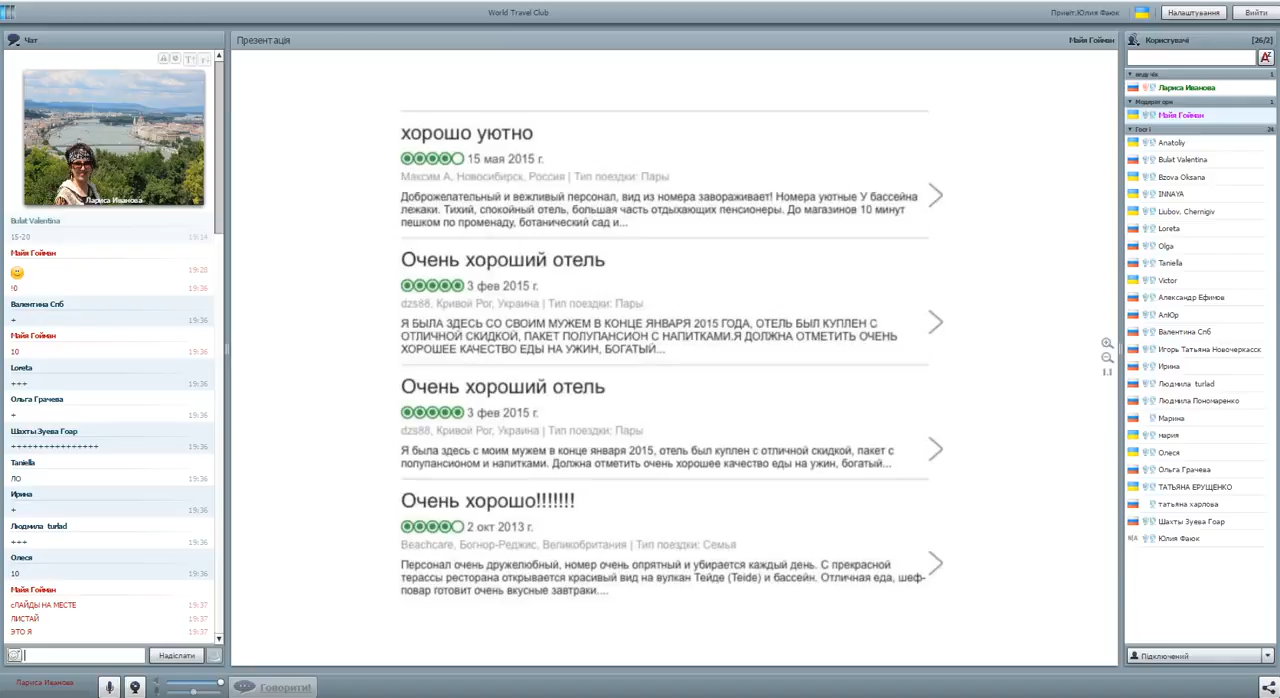 World Travel Club
Привіт,Юлия Фаюк
Налаштування
Вийти
Чат
Лариса Иванова
Bulat Valentina
15-20 19:14
Майя Гойман
19:28
!0 19:36
Валентина Спб
+ 19:36
Майя Гойман
10 19:36
Loreta
+++ 19:36
Ольга Грачева
+ 19:36
Шахты Зуева Гоар
++++++++++++++++ 19:36
Taniella
ЛО 19:36
Ирина
+ 19:36
Людмила turlad
+++ 19:36
Олеся
10 19:36
Майя Гойман
сЛАЙДЫ НА МЕСТЕ 19:37
ЛИСТАЙ 19:37
ЭТО Я 19:37
Надіслати
Лариса Иванова
Говорити!
Презентація
Майя Гойман
хорошо уютно
15 мая 2015 г.
Максим А, Новосибирск, Россия | Тип поездки: Пары
Доброжелательный и вежливый персонал, вид из номера завораживает! Номера уютные У бассейна
лежаки. Тихий, спокойный отель, большая часть отдыхающих пенсионеры. До магазинов 10 минут
пешком по променаду, ботанический сад и...
Очень хороший отель
3 фев 2015 г.
dzs88, Кривой Рог, Украина | Тип поездки: Пары
Я БЫЛА ЗДЕСЬ СО СВОИМ МУЖЕМ В КОНЦЕ ЯНВАРЯ 2015 ГОДА, ОТЕЛЬ БЫЛ КУПЛЕН С
ОТЛИЧНОЙ СКИДКОЙ, ПАКЕТ ПОЛУПАНСИОН С НАПИТКАМИ.Я ДОЛЖНА ОТМЕТИТЬ ОЧЕНЬ
ХОРОШЕЕ КАЧЕСТВО ЕДЫ НА УЖИН, БОГАТЫЙ...
Очень хороший отель
3 фев 2015 г.
dzs88, Кривой Рог, Украина | Тип поездки: Пары
Я была здесь с моим мужем в конце января 2015, отель был куплен с отличной скидкой, пакет с
полупансионом и напитками. Должна отметить очень хорошее качество еды на ужин, богатый...
Очень хорошо!!!!!!!
2 окт 2013 г.
Beachcare, Богнор-Реджис, Великобритания | Тип поездки: Семья
Персонал очень дружелюбный, номер очень опрятный и убирается каждый день. С прекрасной
терассы ресторана открывается красивый вид на вулкан Тейде (Teide) и бассейн. Отличная еда, шеф-
повар готовит очень вкусные завтраки....
1:1
Користувачі [26/2]
Ведучів 1
Лариса Иванова
Модератори 1
Майя Гойман
Гості 24
Anatoliy
Bulat Valentina
Bzova Oksana
INNAYA
Liubov, Chernigiv
Loreta
Olga
Taniella
Victor
Александр Ефимов
АлЮр
Валентина Спб
Игорь Татьяна Новочеркасск
Ирина
Людмила turlad
Людмила Пономаренко
Марина
мария
Олеся
Ольга Грачева
ТАТЬЯНА ЕРУЩЕНКО
татьяна харлова
Шахты Зуева Гоар
N|A Юлия Фаюк
Підключений